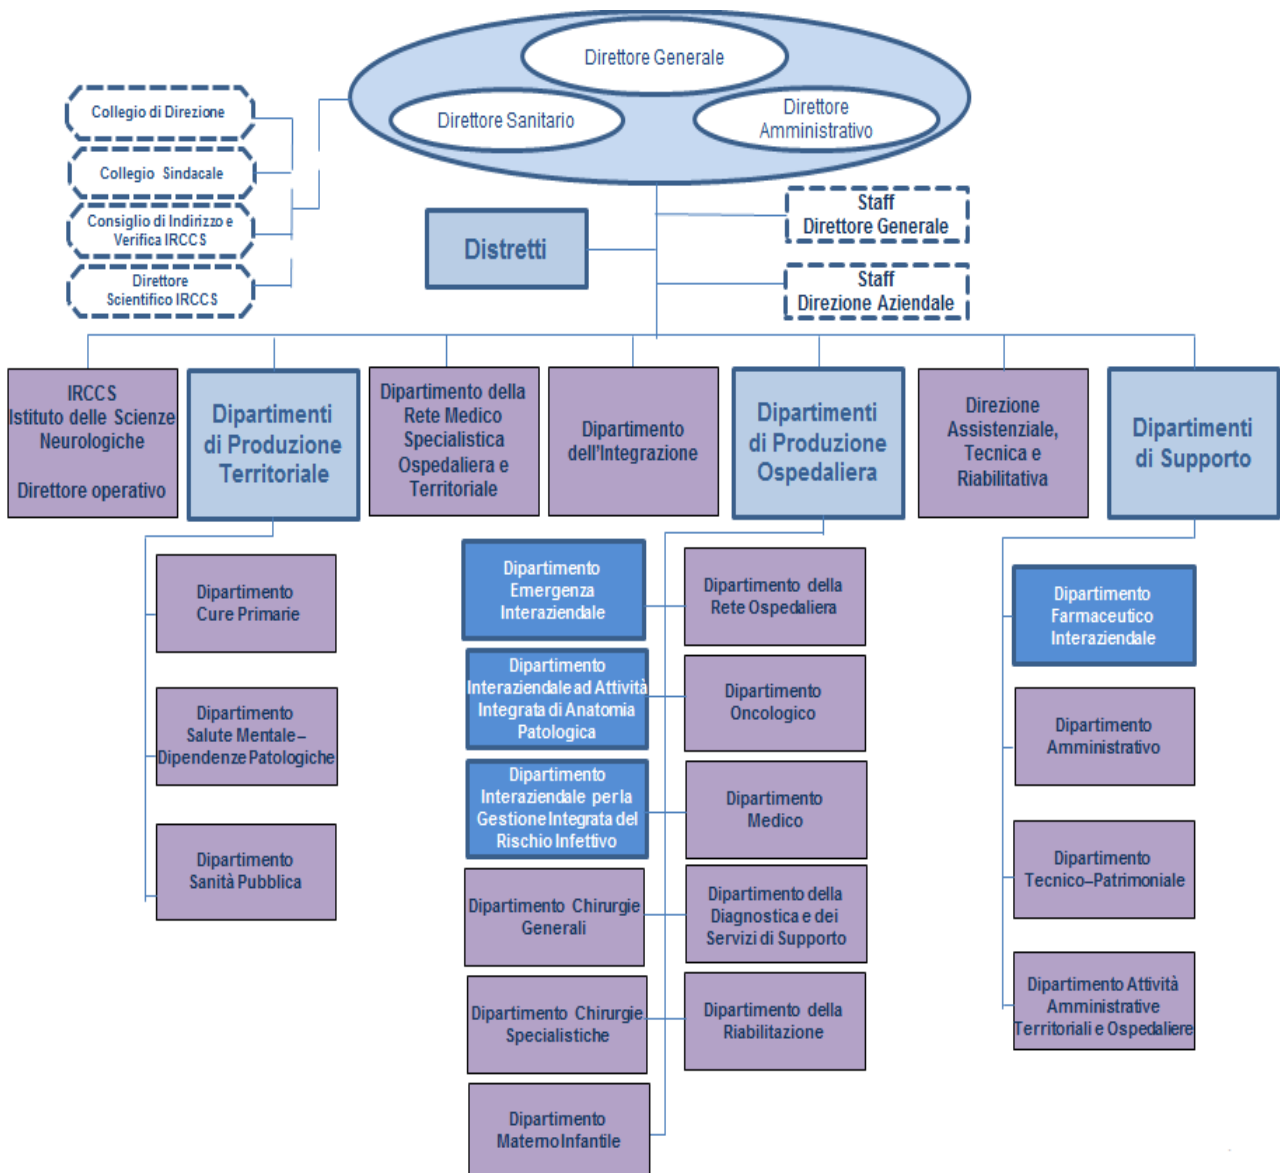 Direttore Generale
Direttore Sanitario
Direttore
Amministrativo
Collegio di Direzione
Collegio Sindacale
Consiglio di Indirizzo e
Verifica IRCCS
Direttore
Scientifico IRCCS
Distretti
Staff
Direttore Generale
Staff
Direzione Aziendale
IRCCS
Istituto delle Scienze
Neurologiche
Direttore operativo
Dipartimenti
di Produzione
Territoriale
Dipartimento della
Rete Medico
Specialistica
Ospedaliera e
Territoriale
Dipartimento
dell'Integrazione
Dipartimenti
di Produzione
Ospedaliera
Direzione
Assistenziale,
Tecnica e
Riabilitativa
Dipartimenti
di Supporto
Dipartimento
Cure Primarie
Dipartimento
Salute Mentale–
Dipendenze Patologiche
Dipartimento
Sanità Pubblica
Dipartimento
Emergenza
Interaziendale
Dipartimento
Interaziendale ad Attività
Integrata di Anatomia
Patologica
Dipartimento
Interaziendale per la
Gestione Integrata del
Rischio Infettivo
Dipartimento Chirurgie
Generali
Dipartimento Chirurgie
Specialistiche
Dipartimento
Materno Infantile
Dipartimento della
Rete Ospedaliera
Dipartimento
Oncologico
Dipartimento
Medico
Dipartimento della
Diagnostica e dei
Servizi di Supporto
Dipartimento della
Riabilitazione
Dipartimento
Farmaceutico
Interaziendale
Dipartimento
Amministrativo
Dipartimento
Tecnico–Patrimoniale
Dipartimento Attività
Amministrative
Territoriali e Ospedaliere